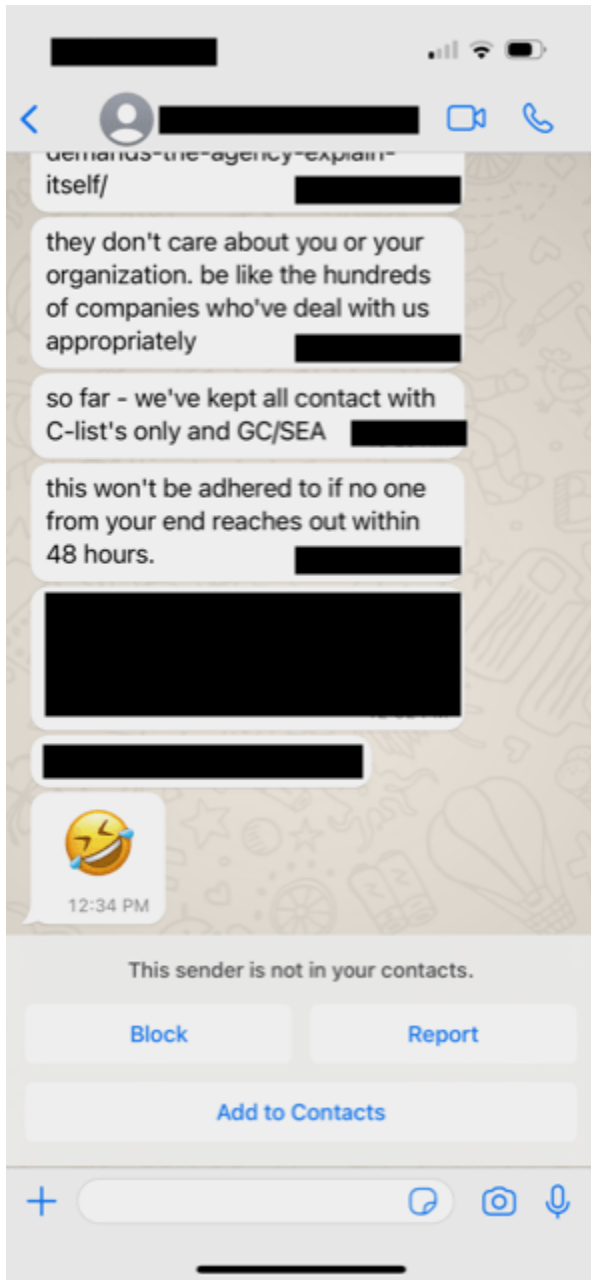 demands-the-agency-explain-
itself/
they don't care about you or your
organization. be like the hundreds
of companies who've deal with us
appropriately
so far - we've kept all contact with
C-list's only and GC/SEA
this won't be adhered to if no one
from your end reaches out within
48 hours.
12:34 PM
This sender is not in your contacts.
Block
Report
Add to Contacts